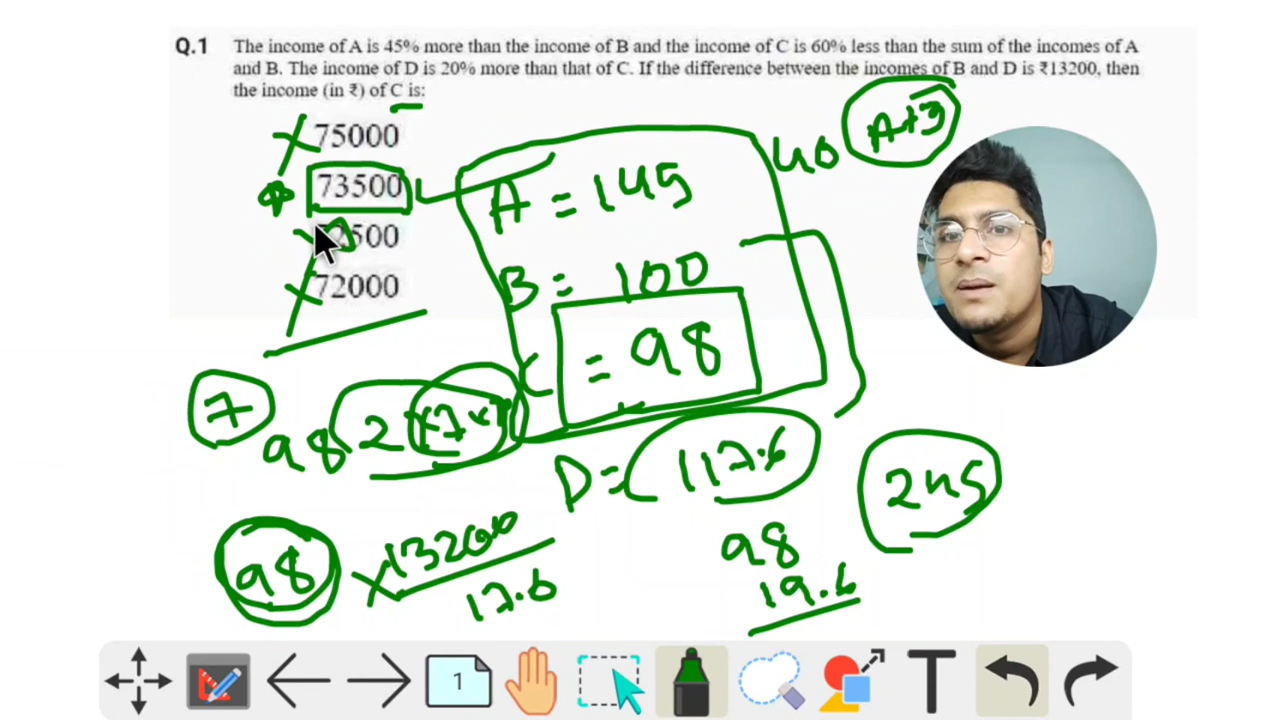 Q.1 The income of A is 45% more than the income of B and the income of C is 60% less than the sum of the incomes of A
and B. The income of D is 20% more than that of C. If the difference between the incomes of B and D is ₹13200, then
the income (in ₹) of C is:
75000
73500
500
72000
40 A+B
A = 145
B = 100
C = 98
7
98 2 × 7 ×
D = 117.6
245
98 × 13200
17.6
98
19.6
1
T